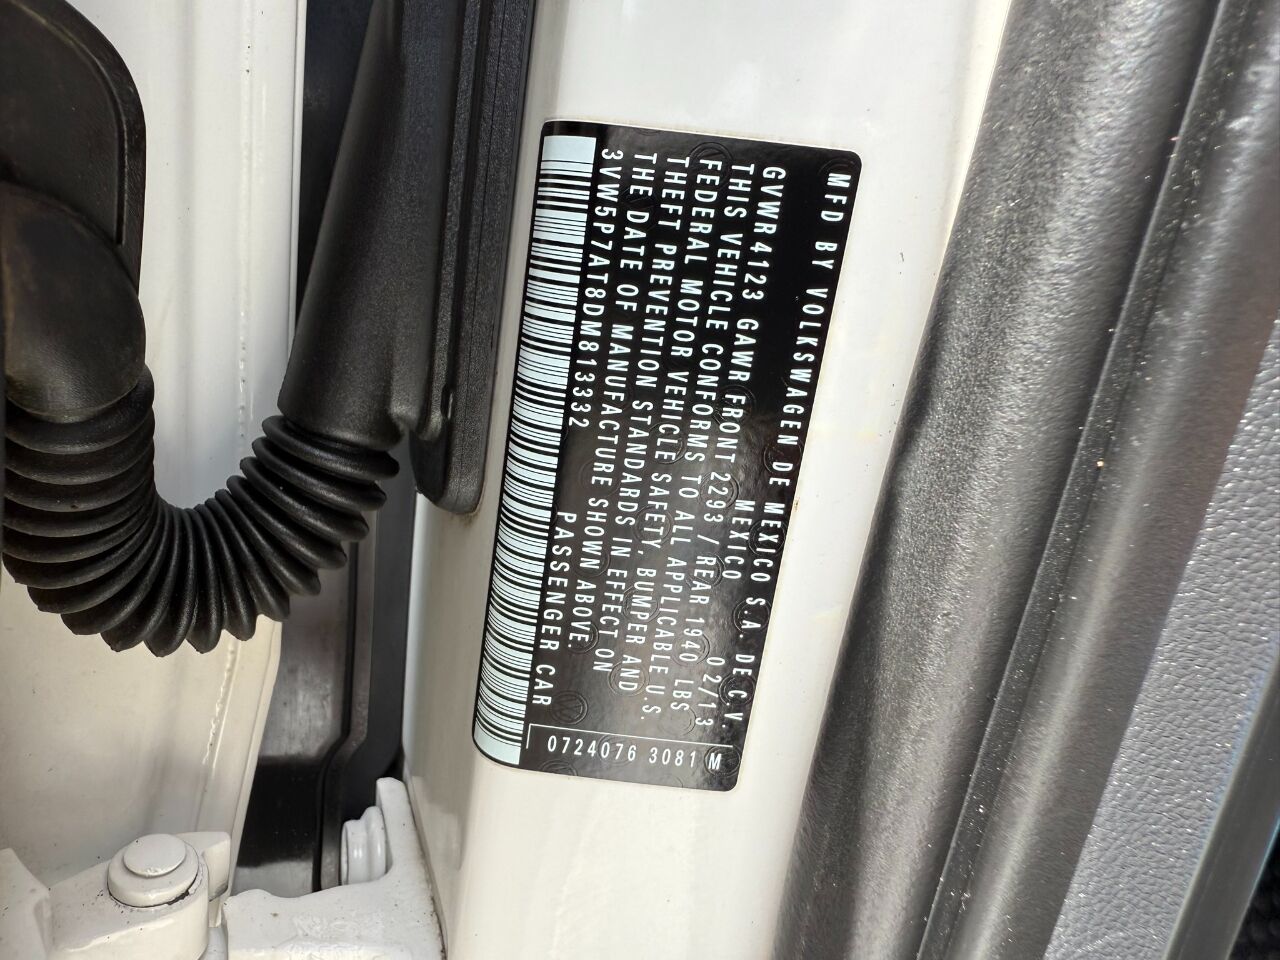 MFD BY VOLKSWAGEN DE MEXICO S.A. DE C.V.
MEXICO 02/13
GVWR4123 GAWR FRONT 2293 / REAR 1940 LBS
THIS VEHICLE CONFORMS TO ALL APPLICABLE U.S.
FEDERAL MOTOR VEHICLE SAFETY, BUMPER AND
THEFT PREVENTION STANDARDS IN EFFECT ON
THE DATE OF MANUFACTURE SHOWN ABOVE.
3VW5P7AT8DM813332 PASSENGER CAR
0724076 3081 M